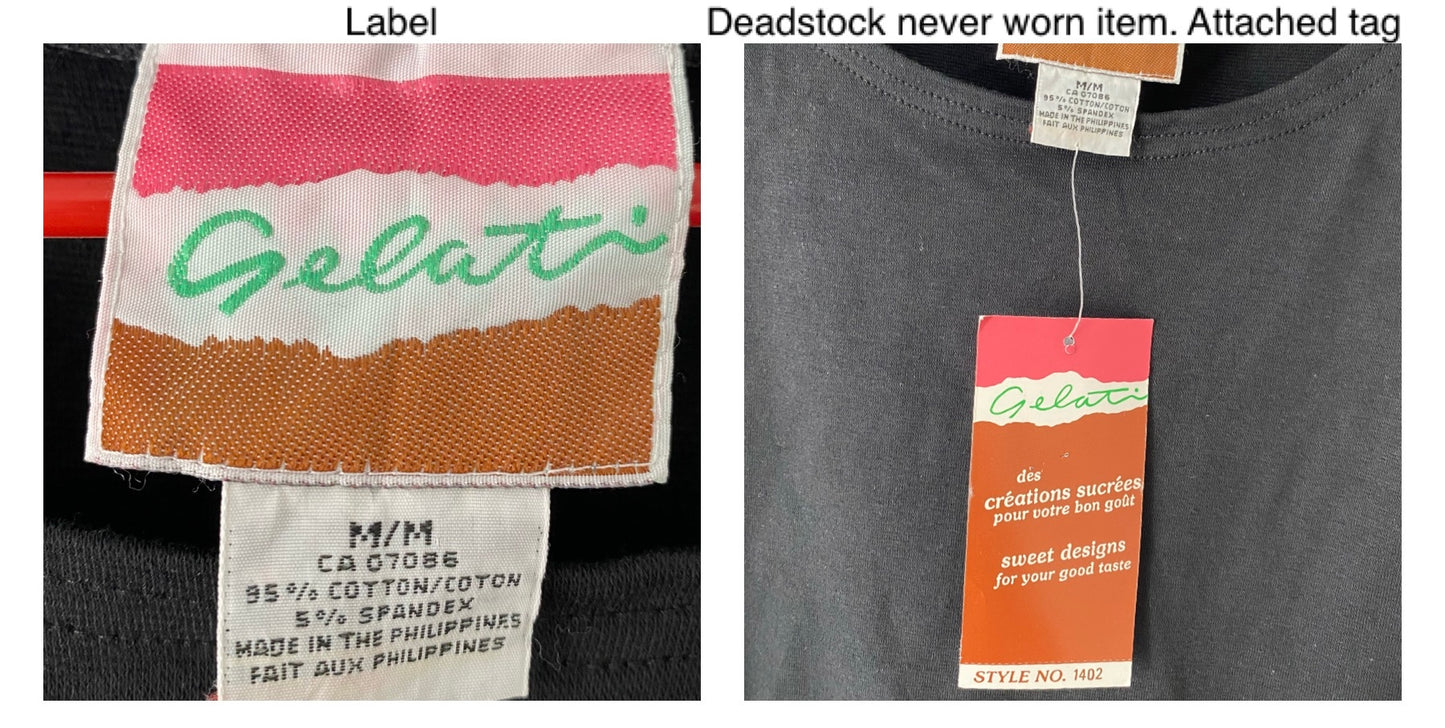 Label
Deadstock never worn item. Attached tag
Gelati
M/M
CA 07086
95% COTTON/COTON
5% SPANDEX
MADE IN THE PHILIPPINES
FAIT AUX PHILIPPINES
M/M
CA 07086
95% COTTON/COTON
5% SPANDEX
MADE IN THE PHILIPPINES
FAIT AUX PHILIPPINES
Gelati
dès
créations sucrées
pour votre bon goût
sweet designs
for your good taste
STYLE NO. 1402